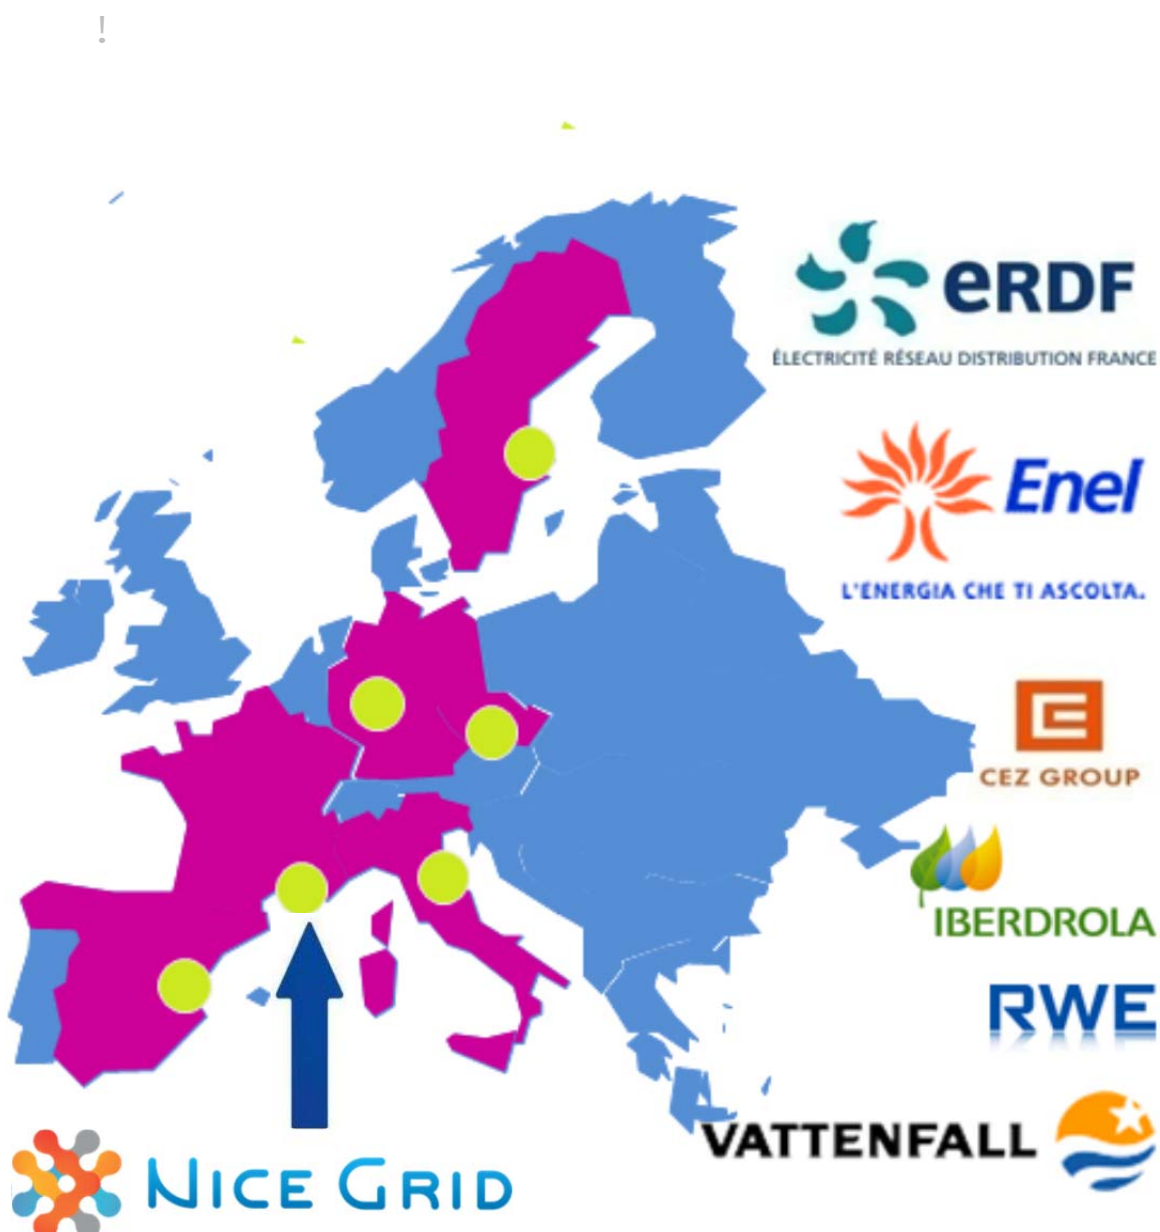 !
eRDF
ÉLECTRICITÉ RÉSEAU DISTRIBUTION FRANCE
Enel
L'ENERGIA CHE TI ASCOLTA.
CEZ GROUP
IBERDROLA
RWE
VATTENFALL
NICE GRID